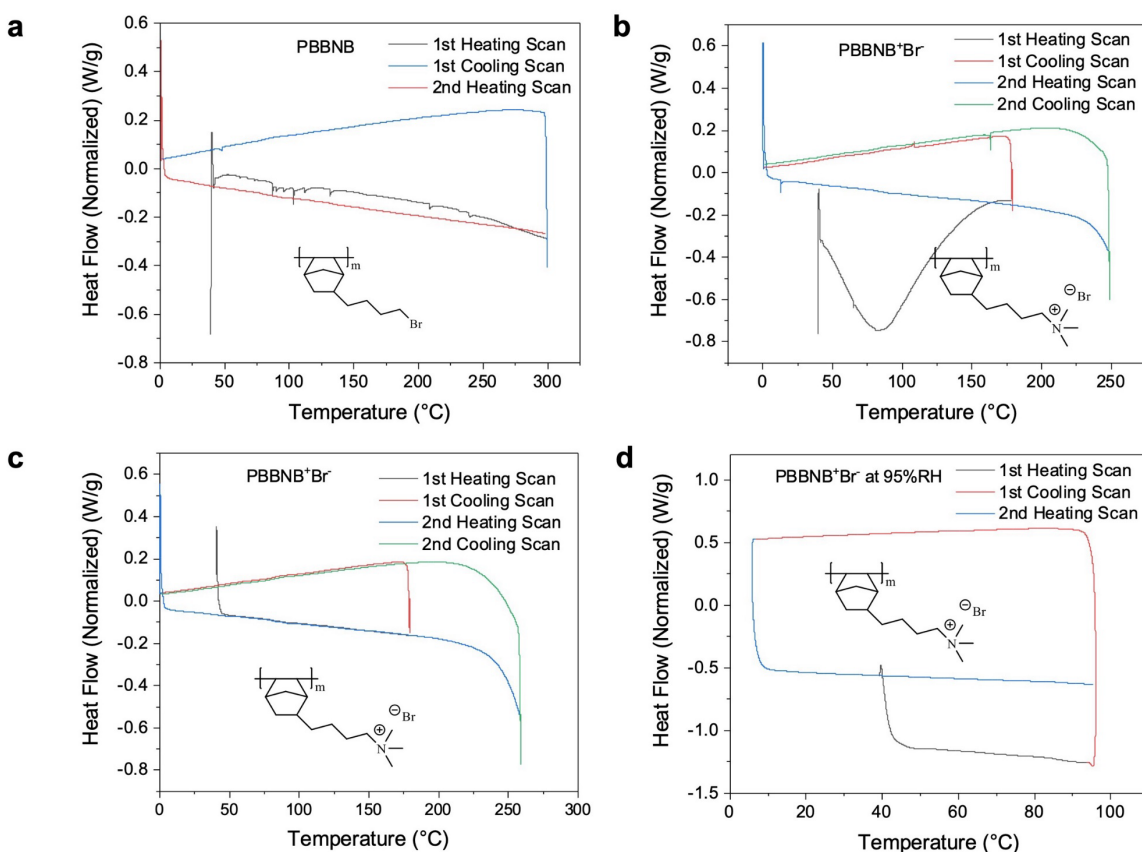 a
PBBNB
1st Heating Scan
1st Cooling Scan
2nd Heating Scan
Heat Flow (Normalized) (W/g)
0.6
0.4
0.2
0.0
-0.2
-0.4
-0.6
-0.8
m
Br
0 50 100 150 200 250 300
Temperature (°C)
b
PBBNB⁺Br⁻
1st Heating Scan
1st Cooling Scan
2nd Heating Scan
2nd Cooling Scan
Heat Flow (Normalized) (W/g)
0.6
0.4
0.2
0.0
-0.2
-0.4
-0.6
-0.8
m
⊖Br
⊕
N
0 50 100 150 200 250
Temperature (°C)
c
PBBNB⁺Br⁻
1st Heating Scan
1st Cooling Scan
2nd Heating Scan
2nd Cooling Scan
Heat Flow (Normalized) (W/g)
0.6
0.4
0.2
0.0
-0.2
-0.4
-0.6
-0.8
m
⊖Br
⊕
N
0 50 100 150 200 250 300
Temperature (°C)
d
PBBNB⁺Br⁻ at 95%RH
1st Heating Scan
1st Cooling Scan
2nd Heating Scan
Heat Flow (Normalized) (W/g)
1.0
0.5
0.0
-0.5
-1.0
-1.5
m
⊖Br
⊕
N
0 20 40 60 80 100
Temperature (°C)